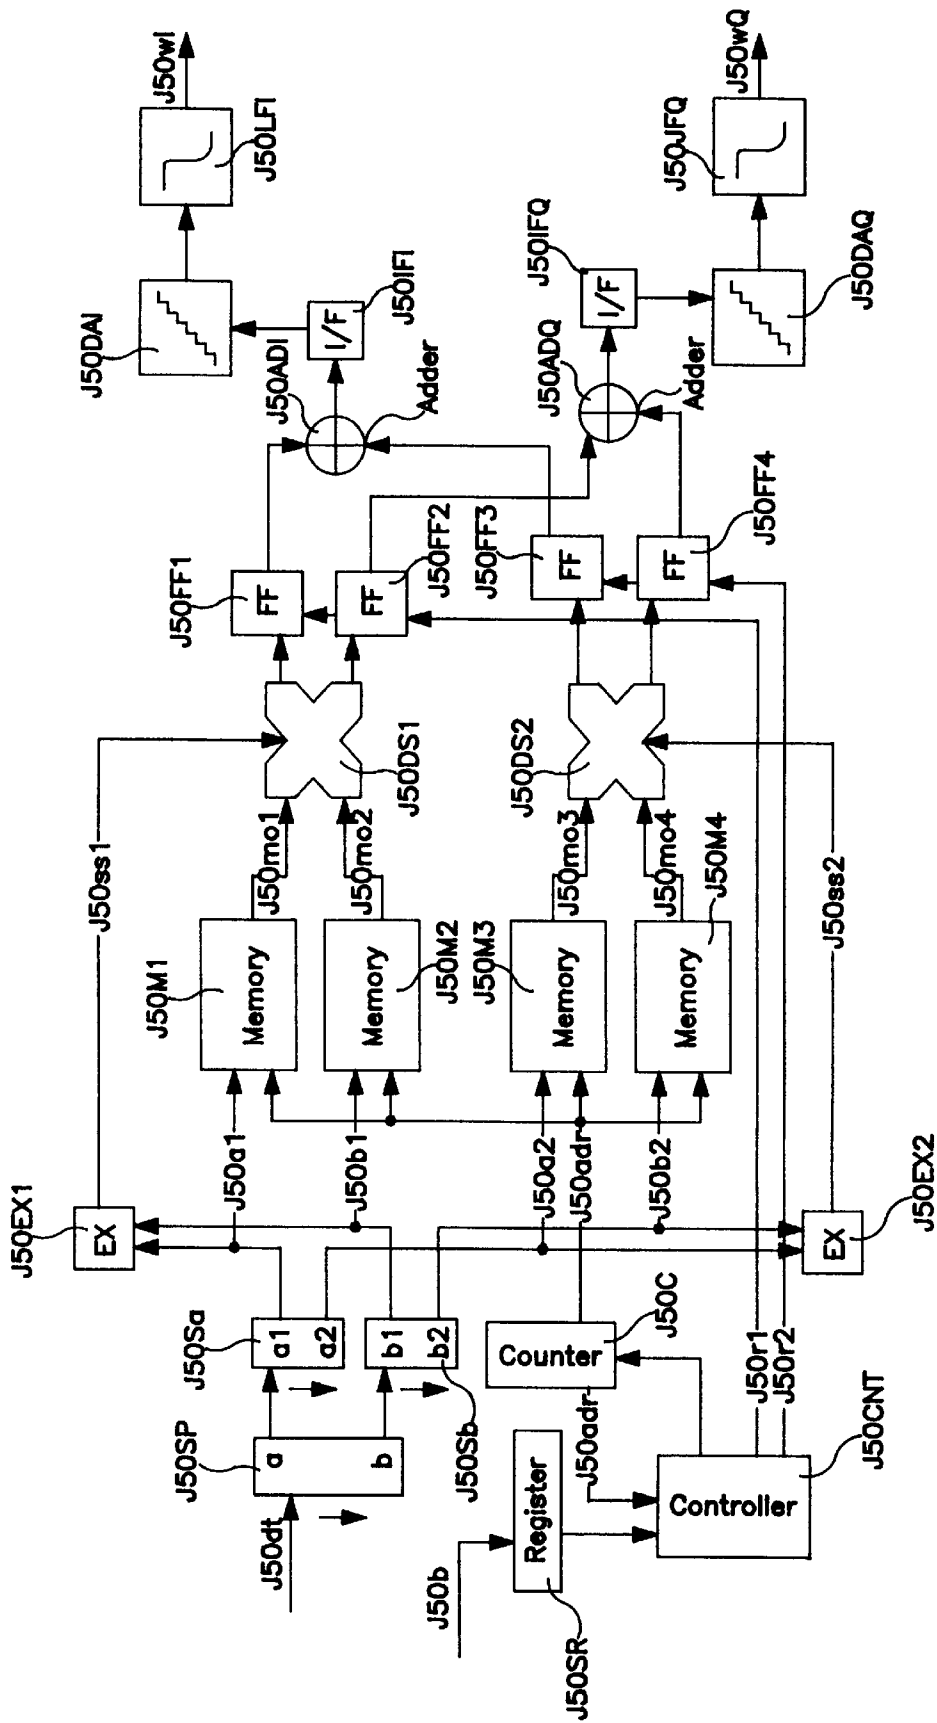 J50dt
J50SP
a
b
J50Sa
a1
a2
b1
b2
J50Sb
J50b
Register
J50SR
J50adr
Controller
J50CNT
Counter
J50C
J50r1
J50r2
J50EX1
EX
J50EX2
EX
J50a1
J50b1
J50a2
J50adr
J50b2
J50ss1
J50ss2
J50M1
Memory
Memory
J50M2
J50M3
Memory
Memory
J50M4
J50mo1
J50mo2
J50mo3
J50mo4
J50DS1
J50DS2
J50FF1
FF
FF
J50FF2
J50FF3
FF
FF
J50FF4
J50ADI
Adder
J50ADQ
Adder
I/F
J50IFI
J50IFQ
I/F
J50DAI
J50DAQ
J50LFI
J50JFQ
J50wI
J50wQ